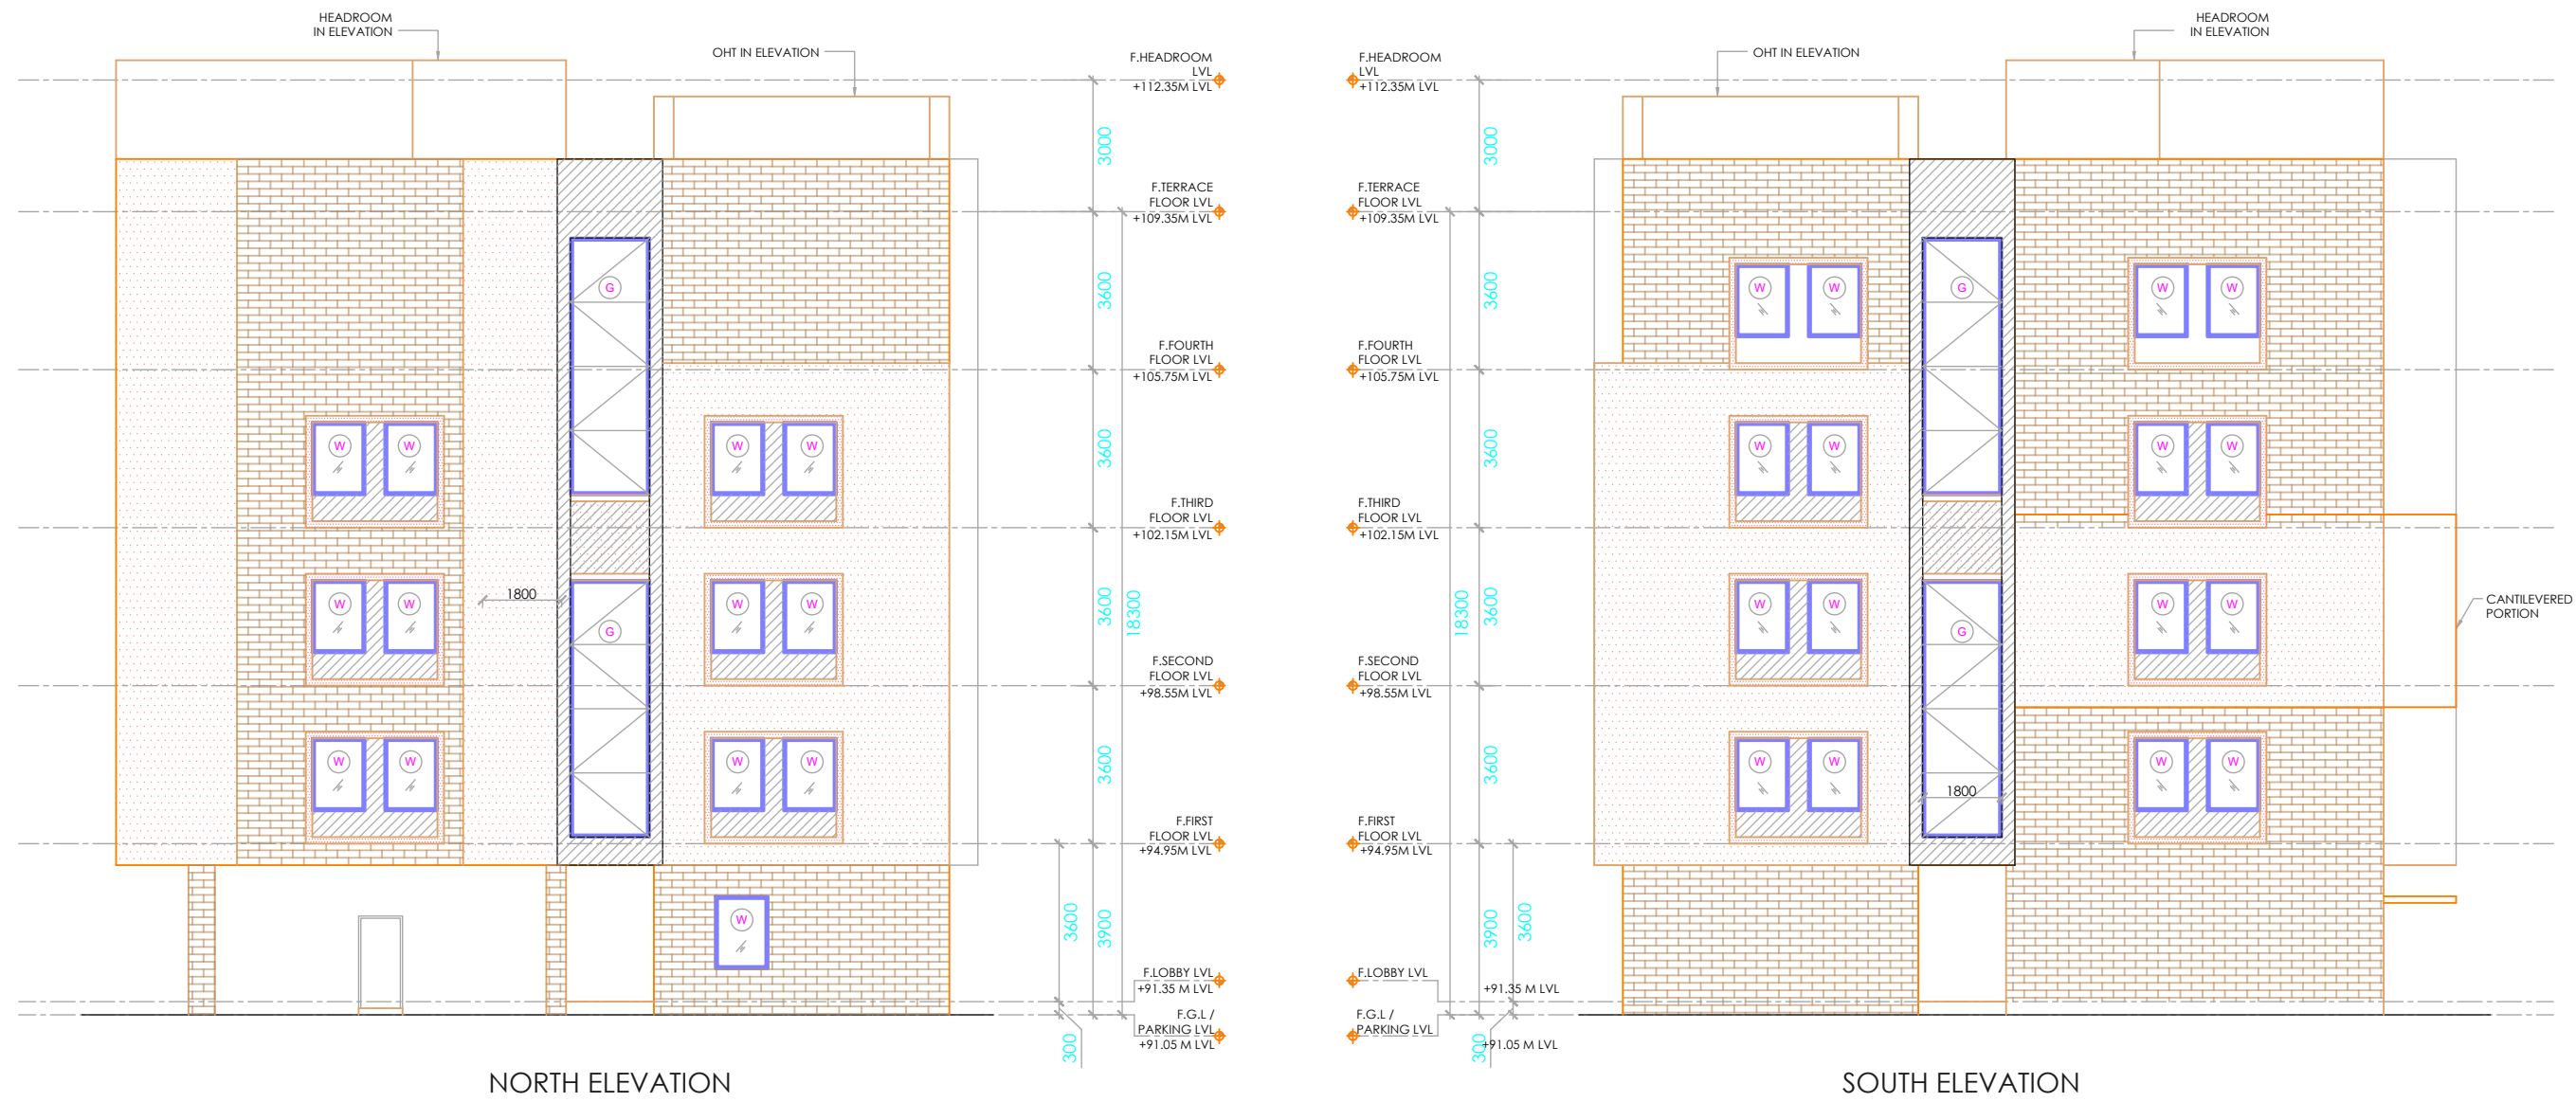 HEADROOM
IN ELEVATION
OHT IN ELEVATION
F.HEADROOM
LVL
+112.35M LVL
3000
F.TERRACE
FLOOR LVL
+109.35M LVL
3600
G
F.FOURTH
FLOOR LVL
+105.75M LVL
W
W
W
W
3600
F.THIRD
FLOOR LVL
+102.15M LVL
1800
W
W
G
W
W
3600
18300
F.SECOND
FLOOR LVL
+98.55M LVL
W
W
W
W
3600
F.FIRST
FLOOR LVL
+94.95M LVL
W
3600
3900
F.LOBBY LVL
+91.35 M LVL
F.G.L /
PARKING LVL
+91.05 M LVL
300
NORTH ELEVATION
HEADROOM
IN ELEVATION
OHT IN ELEVATION
F.HEADROOM
LVL
+112.35M LVL
3000
F.TERRACE
FLOOR LVL
+109.35M LVL
3600
W
W
G
W
W
F.FOURTH
FLOOR LVL
+105.75M LVL
3600
W
W
W
W
F.THIRD
FLOOR LVL
+102.15M LVL
18300
3600
W
W
G
W
W
CANTILEVERED
PORTION
F.SECOND
FLOOR LVL
+98.55M LVL
3600
W
W
W
W
1800
F.FIRST
FLOOR LVL
+94.95M LVL
3900
3600
F.LOBBY LVL
+91.35 M LVL
F.G.L /
PARKING LVL
+91.05 M LVL
300
SOUTH ELEVATION